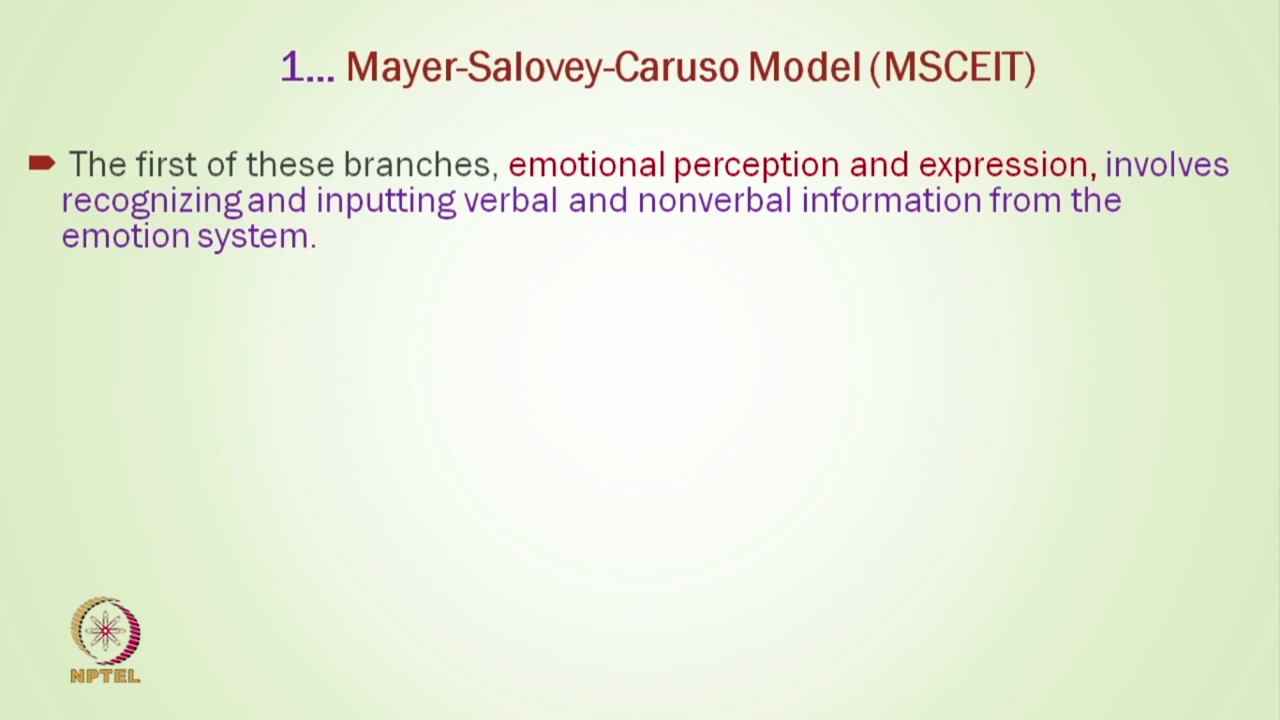 1... Mayer-Salovey-Caruso Model (MSCEIT)
The first of these branches, emotional perception and expression, involves
recognizing and inputting verbal and nonverbal information from the
emotion system.
NPTEL